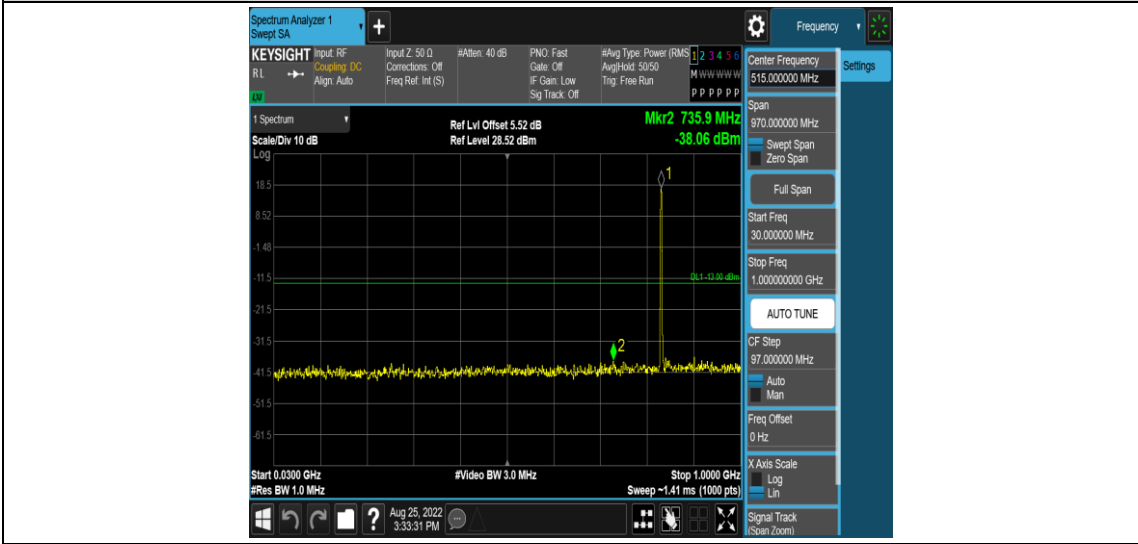 Spectrum Analyzer 1
Swept SA
Frequency
KEYSIGHT
RL
Input: RF
Coupling: DC
Align: Auto
Input Z: 50 Ω
Corrections: Off
Freq Ref: Int (S)
#Atten: 40 dB
PNO: Fast
Gate: Off
IF Gain: Low
Sig Track: Off
#Avg Type: Power (RMS
Avg|Hold: 50/50
Trig: Free Run
1 2 3 4 5 6
M W W W W W
P P P P P P
1 Spectrum
Scale/Div 10 dB
Log
Ref Lvl Offset 5.52 dB
Ref Level 28.52 dBm
Mkr2 735.9 MHz
-38.06 dBm
1
18.5
8.52
-1.48
-11.5
DL1 -13.00 dBm
-21.5
-31.5
2
-41.5
-51.5
-61.5
Start 0.0300 GHz
#Res BW 1.0 MHz
#Video BW 3.0 MHz
Stop 1.0000 GHz
Sweep ~1.41 ms (1000 pts)
?
Aug 25, 2022
3:33:31 PM
Center Frequency
515.000000 MHz
Settings
Span
970.000000 MHz
Swept Span
Zero Span
Full Span
Start Freq
30.000000 MHz
Stop Freq
1.000000000 GHz
AUTO TUNE
CF Step
97.000000 MHz
Auto
Man
Freq Offset
0 Hz
X Axis Scale
Log
Lin
Signal Track
(Span Zoom)